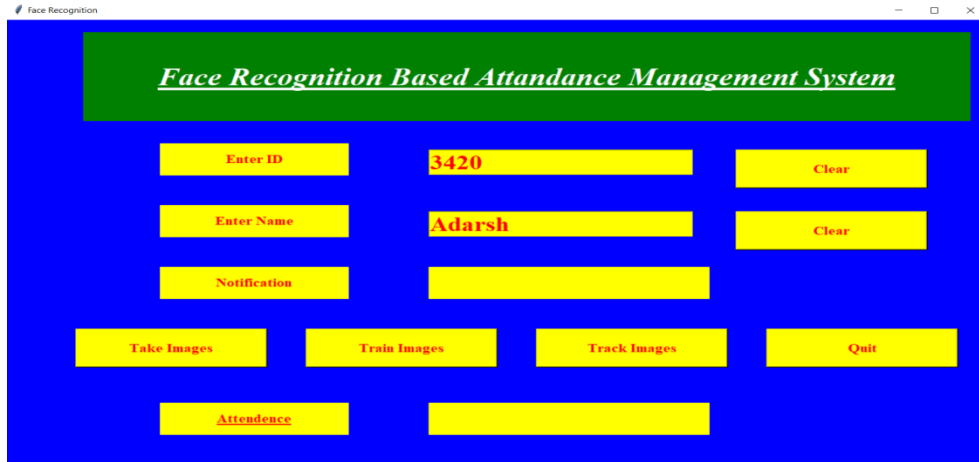 Face Recognition
Face Recognition Based Attandance Management System
Enter ID 3420 Clear
Enter Name Adarsh Clear
Notification
Take Images Train Images Track Images Quit
Attendence